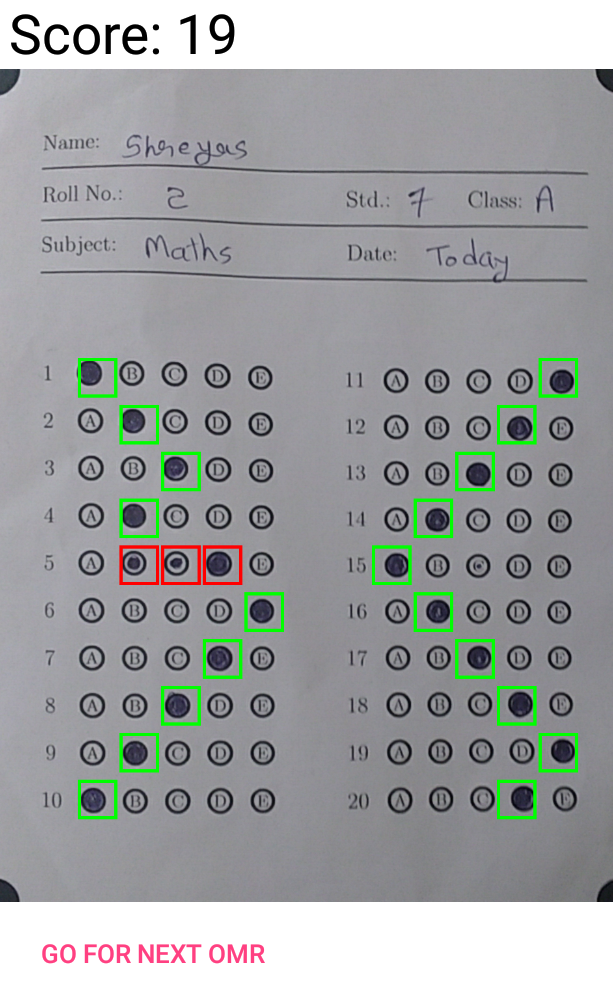 Score: 19
Name: Shreyas
Roll No.: 2 Std.: 7 Class: A
Subject: Maths Date: Today
1 B C D E
2 A C D E
3 A B D E
4 A C D E
5 A E
6 A B C D
7 A B C E
8 A B D E
9 A C D E
10 B C D E
11 A B C D
12 A B C E
13 A B D E
14 A C D E
15 B D E
16 A C D E
17 A B D E
18 A B C E
19 A B C D
20 A B C E
GO FOR NEXT OMR